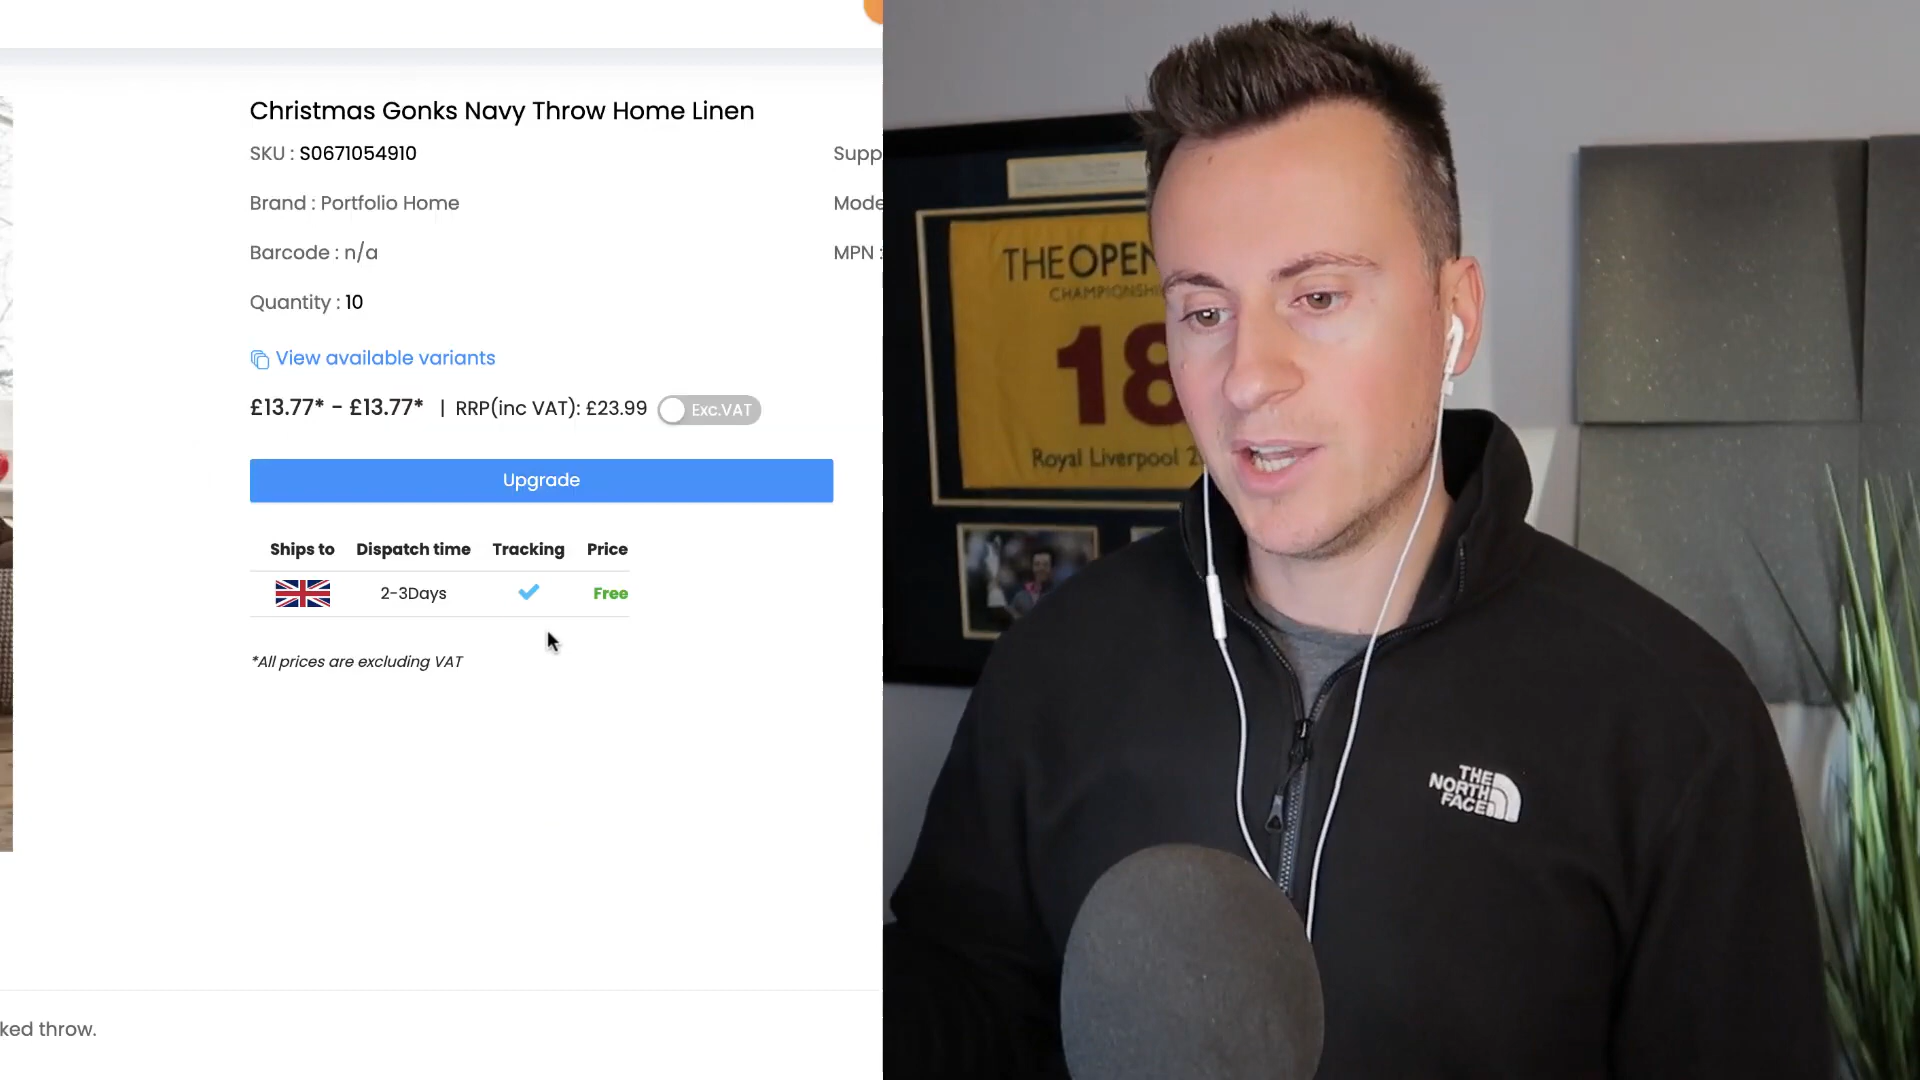 Christmas Gonks Navy Throw Home Linen
SKU : S0671054910
Supp
Brand : Portfolio Home
Mode
Barcode : n/a
MPN :
Quantity : 10
View available variants
£13.77* - £13.77* | RRP(inc VAT): £23.99 Exc.VAT
Upgrade
Ships to Dispatch time Tracking Price
2-3Days Free
*All prices are excluding VAT
ked throw.
THE OPEN
CHAMPIONSHI
18
Royal Liverpool 2
THE
NORTH
FACE